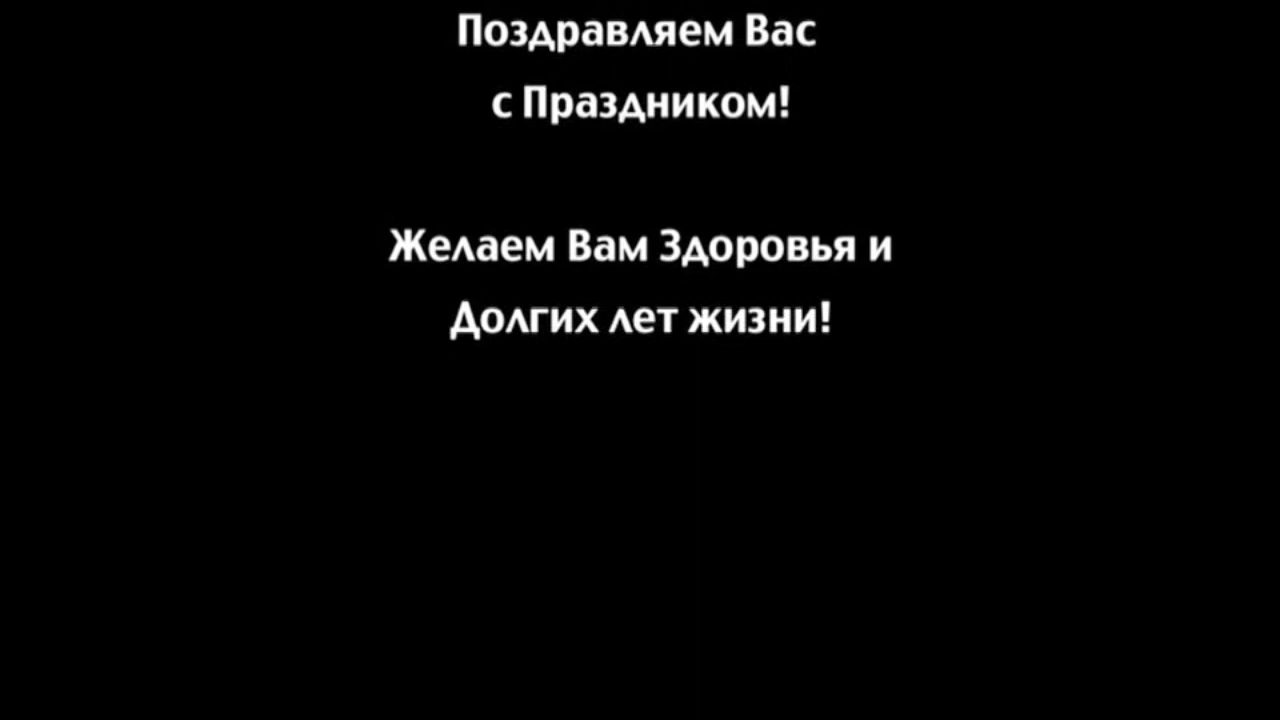 Поздравляем Вас
с Праздником!
Желаем Вам Здоровья и
Долгих лет жизни!